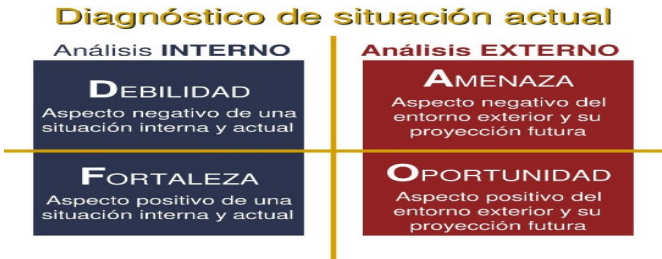 Diagnóstico de situación actual
Análisis INTERNO
DEBILIDAD
Aspecto negativo de una
situación interna y actual
FORTALEZA
Aspecto positivo de una
situación interna y actual
Análisis EXTERNO
AMENAZA
Aspecto negativo del
entorno exterior y su
proyección futura
OPORTUNIDAD
Aspecto positivo del
entorno exterior y su
proyección futura